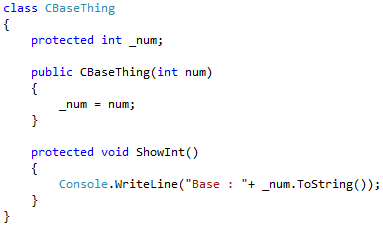 class CBaseThing
{
    protected int _num;

    public CBaseThing(int num)
    {
        _num = num;
    }

    protected void ShowInt()
    {
        Console.WriteLine("Base : "+ _num.ToString());
    }
}